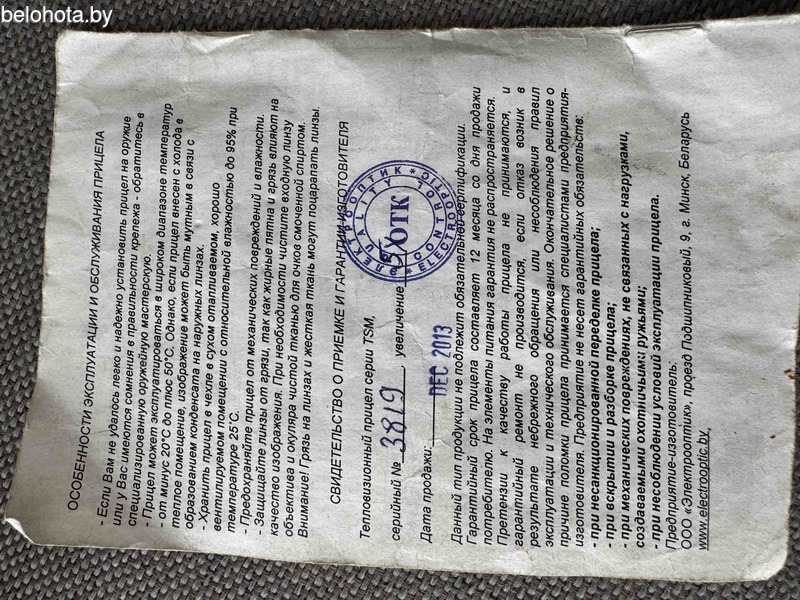 belohota.by
ОСОБЕННОСТИ ЭКСПЛУАТАЦИИ И ОБСЛУЖИВАНИЯ ПРИЦЕЛА
- Если Вам не удалось легко и надежно установить прицел на оружие
или у Вас имеются сомнения в правильности крепежа - обратитесь в
специализированную оружейную мастерскую.
- Прицел может эксплуатироваться в широком диапазоне температур
- от минус 20°С до плюс 50°С. Однако, если прицел внесен с холода в
теплое помещение, изображение может быть мутным в связи с
образованием конденсата на наружных линзах.
- Хранить прицел в чехле в сухом отапливаемом, хорошо
вентилируемом помещении с относительной влажностью до 95% при
температуре 25°С.
- Предохраняйте прицел от механических повреждений и влажности.
- Защищайте линзы от грязи, так как жирные пятна и грязь влияют на
качество изображения. При необходимости чистите входную линзу
объектива и окуляра чистой тканью для очков смоченной спиртом.
Внимание! Грязь на линзах и жесткая ткань могут поцарапать линзы.
СВИДЕТЕЛЬСТВО О ПРИЕМКЕ И ГАРАНТИИ ИЗГОТОВИТЕЛЯ
Тепловизионный прицел серии TSM,
серийный № 3819, увеличение
ЭЛЕКТРООПТИК * QUALITY CONTROL * ELECTROOPTIC
ОТК
Дата продажи: DEC 2013
Данный тип продукции не подлежит обязательной сертификации.
Гарантийный срок прицела составляет 12 месяца со дня продажи
потребителю. На элементы питания гарантия не распространяется.
Претензии к качеству работы прицела не принимаются, и
гарантийный ремонт не производится, если отказ возник в
результате небрежного обращения или несоблюдения правил
эксплуатации и технического обслуживания. Окончательное решение о
причине поломки прицела принимается специалистами предприятия-
изготовителя. Предприятие не несет гарантийных обязательств:
- при несанкционированной переделке прицела;
- при вскрытии и разборке прицела;
- при механических повреждениях, не связанных с нагрузками,
создаваемыми охотничьими ружьями;
- при несоблюдении условий эксплуатации прицела.
Предприятие-изготовитель:
ООО «Электрооптик», проезд Подшипниковый, 9, г. Минск, Беларусь
www.electrooptic.by,